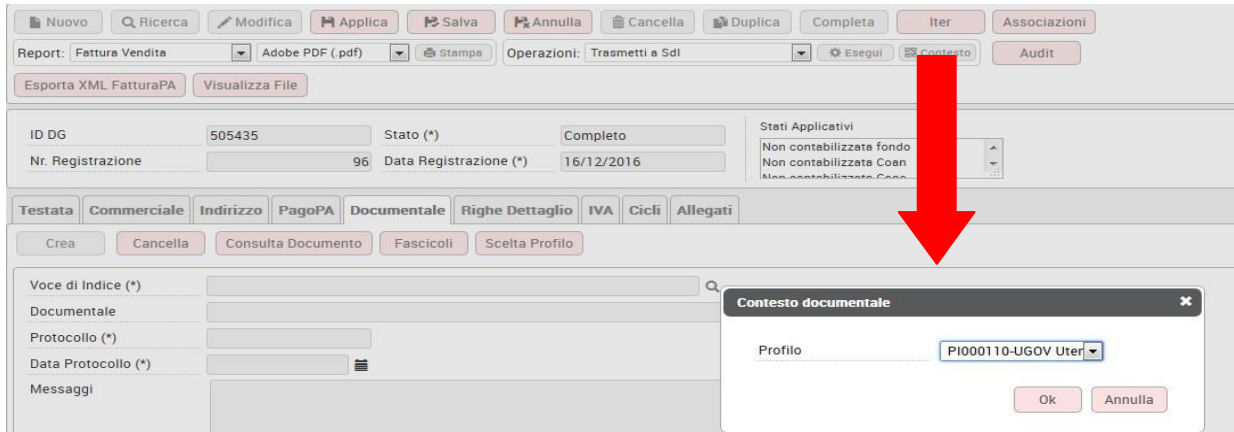 Nuovo Ricerca Modifica Applica Salva Annulla Cancella Duplica Completa Iter Associazioni
Report: Fattura Vendita Adobe PDF (.pdf) Stampa Operazioni: Trasmetti a SdI Esegui Contesto Audit
Esporta XML FatturaPA Visualizza File
Stati Applicativi
ID DG 505435 Stato (*) Completo Non contabilizzata fondo
Nr. Registrazione 96 Data Registrazione (*) 16/12/2016 Non contabilizzata Coan
Non contabilizzata
Testata Commerciale Indirizzo PagoPA Documentale Righe Dettaglio IVA Cicli Allegati
Crea Cancella Consulta Documento Fascicoli Scelta Profilo
Voce di Indice (*)
Documentale
Protocollo (*)
Data Protocollo (*)
Messaggi
Contesto documentale
Profilo PI000110-UGOV Uter
Ok Annulla